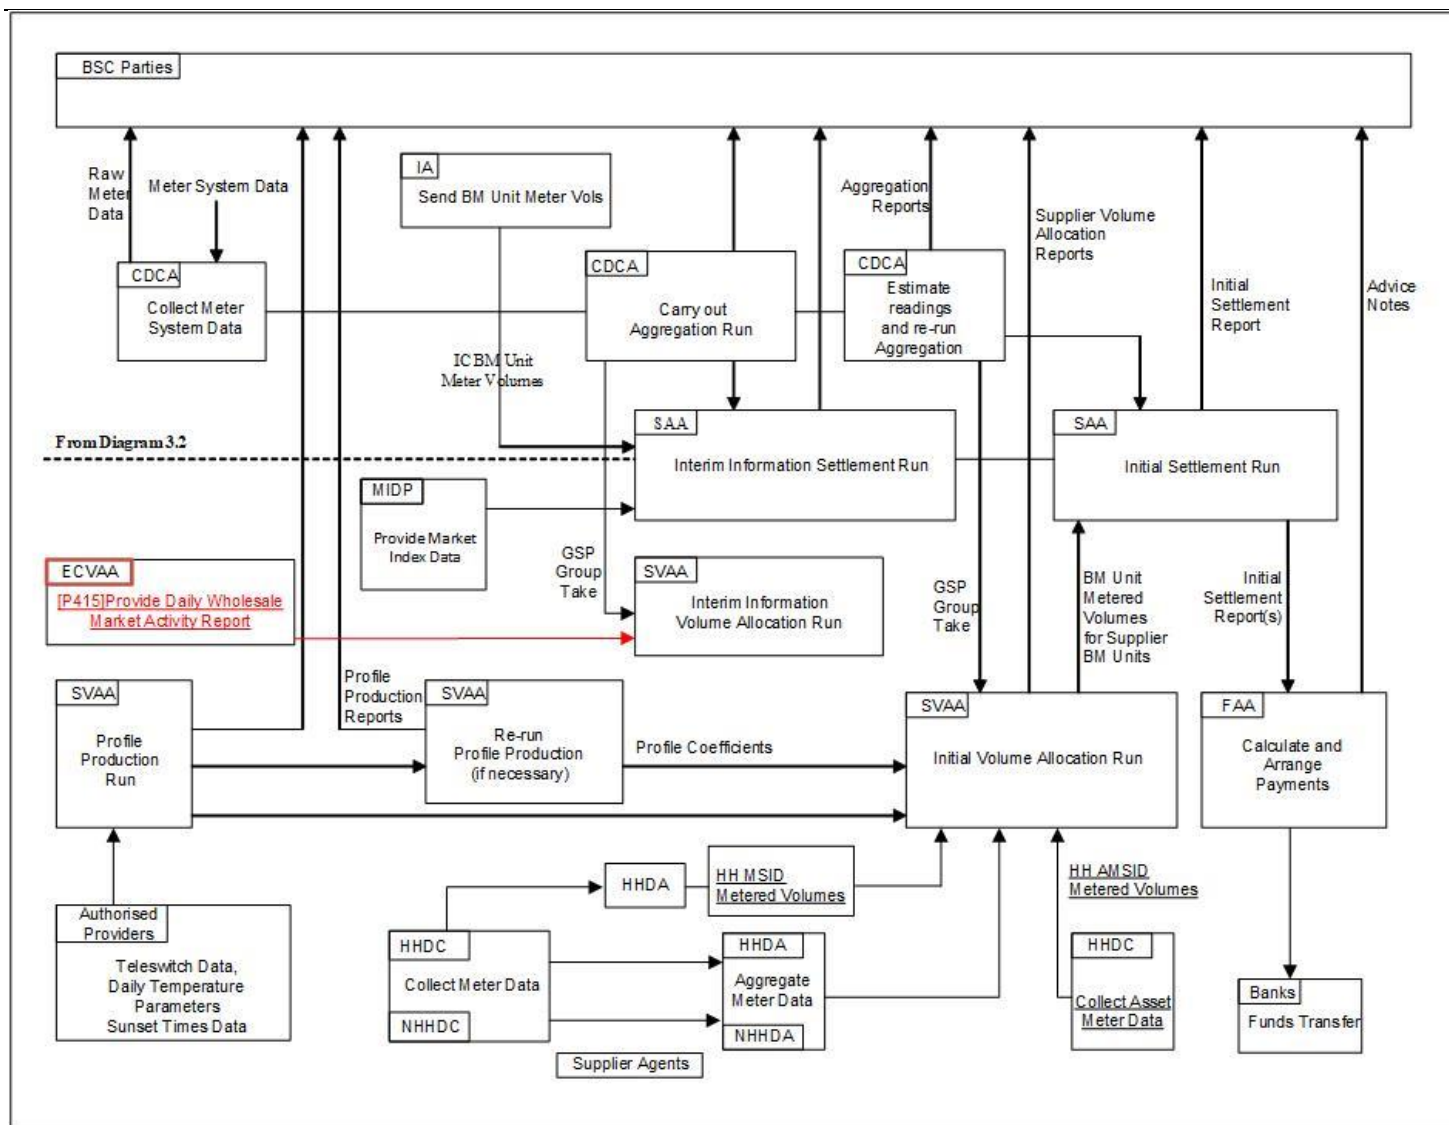 BSC Parties
Raw
Meter
Data
Meter System Data
IA
Send BM Unit Meter Vols
Aggregation
Reports
Supplier Volume
Allocation
Reports
CDCA
Collect Meter
System Data
CDCA
Carry out
Aggregation Run
CDCA
Estimate
readings
and re-run
Aggregation
Initial
Settlement
Report
Advice
Notes
IC BM Unit
Meter Volumes
From Diagram 3.2
SAA
Interim Information Settlement Run
SAA
Initial Settlement Run
MIDP
Provide Market
Index Data
ECVAA
[P415]Provide Daily Wholesale
Market Activity Report
GSP
Group
Take
SVAA
Interim Information
Volume Allocation Run
GSP
Group
Take
BM Unit
Metered
Volumes
for Supplier
BM Units
Initial
Settlement
Report(s)
SVAA
Profile
Production
Run
Profile
Production
Reports
SVAA
Re-run
Profile Production
(if necessary)
Profile Coefficients
SVAA
Initial Volume Allocation Run
FAA
Calculate and
Arrange
Payments
HHDA
HH MSID
Metered Volumes
HH AMSID
Metered Volumes
Authorised
Providers
Teleswitch Data,
Daily Temperature
Parameters
Sunset Times Data
HHDC
Collect Meter Data
NHHDC
HHDA
Aggregate
Meter Data
NHHDA
HHDC
Collect Asset
Meter Data
Banks
Funds Transfer
Supplier Agents